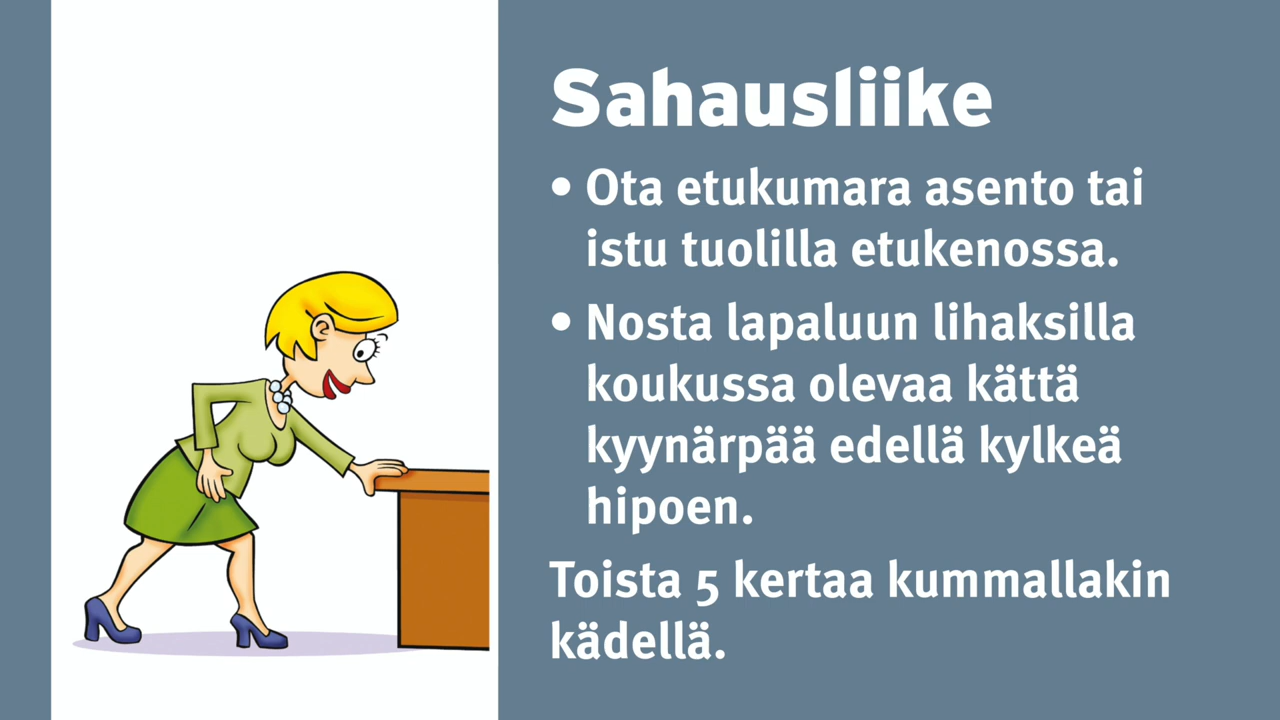 Sahausliike
• Ota etukumara asento tai
istu tuolilla etukenossa.
• Nosta lapaluun lihaksilla
koukussa olevaa kättä
kyynärpää edellä kylkeä
hipoen.
Toista 5 kertaa kummallakin
kädellä.